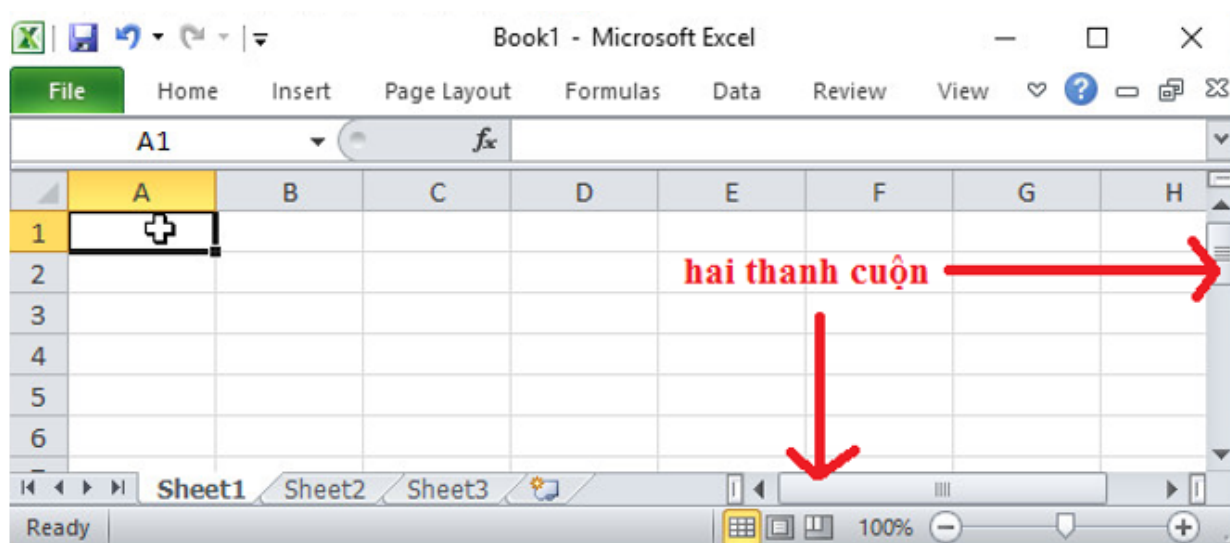 Book1 - Microsoft Excel
File Home Insert Page Layout Formulas Data Review View
A1 fx
A B C D E F G H
1
2 hai thanh cuộn
3
4
5
6
Sheet1 Sheet2 Sheet3
Ready 100%